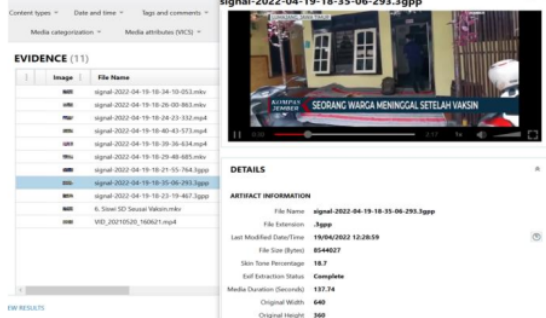 Content types
Date and time
Tags and comments
Media categorization
Media attributes (VICS)
signal-2022-04-19-18-35-06-293.3gpp
EVIDENCE (11)
Image
File Name
signal-2022-04-19-18-34-10-053.mkv
signal-2022-04-19-18-26-00-863.mkv
signal-2022-04-19-18-24-23-332.mp4
signal-2022-04-19-18-40-43-573.mp4
signal-2022-04-19-18-39-36-634.mp4
signal-2022-04-19-18-29-48-685.mkv
signal-2022-04-19-18-21-55-764.3gpp
signal-2022-04-19-18-35-06-293.3gpp
signal-2022-04-19-18-23-19-467.3gpp
6. Siswi SD Seusai Vaksin.mkv
VID_20210520_160621.mp4
EW RESULTS
LUMAJANG, JAWA TIMUR
KOMPAS JEMBER
SEORANG WARGA MENINGGAL SETELAH VAKSIN
0:00
2:17
1x
DETAILS
ARTIFACT INFORMATION
File Name signal-2022-04-19-18-35-06-293.3gpp
File Extension .3gpp
Last Modified Date/Time 19/04/2022 12:28:59
File Size (Bytes) 8544027
Skin Tone Percentage 18.7
Exif Extraction Status Complete
Media Duration (Seconds) 137.74
Original Width 640
Original Height 360